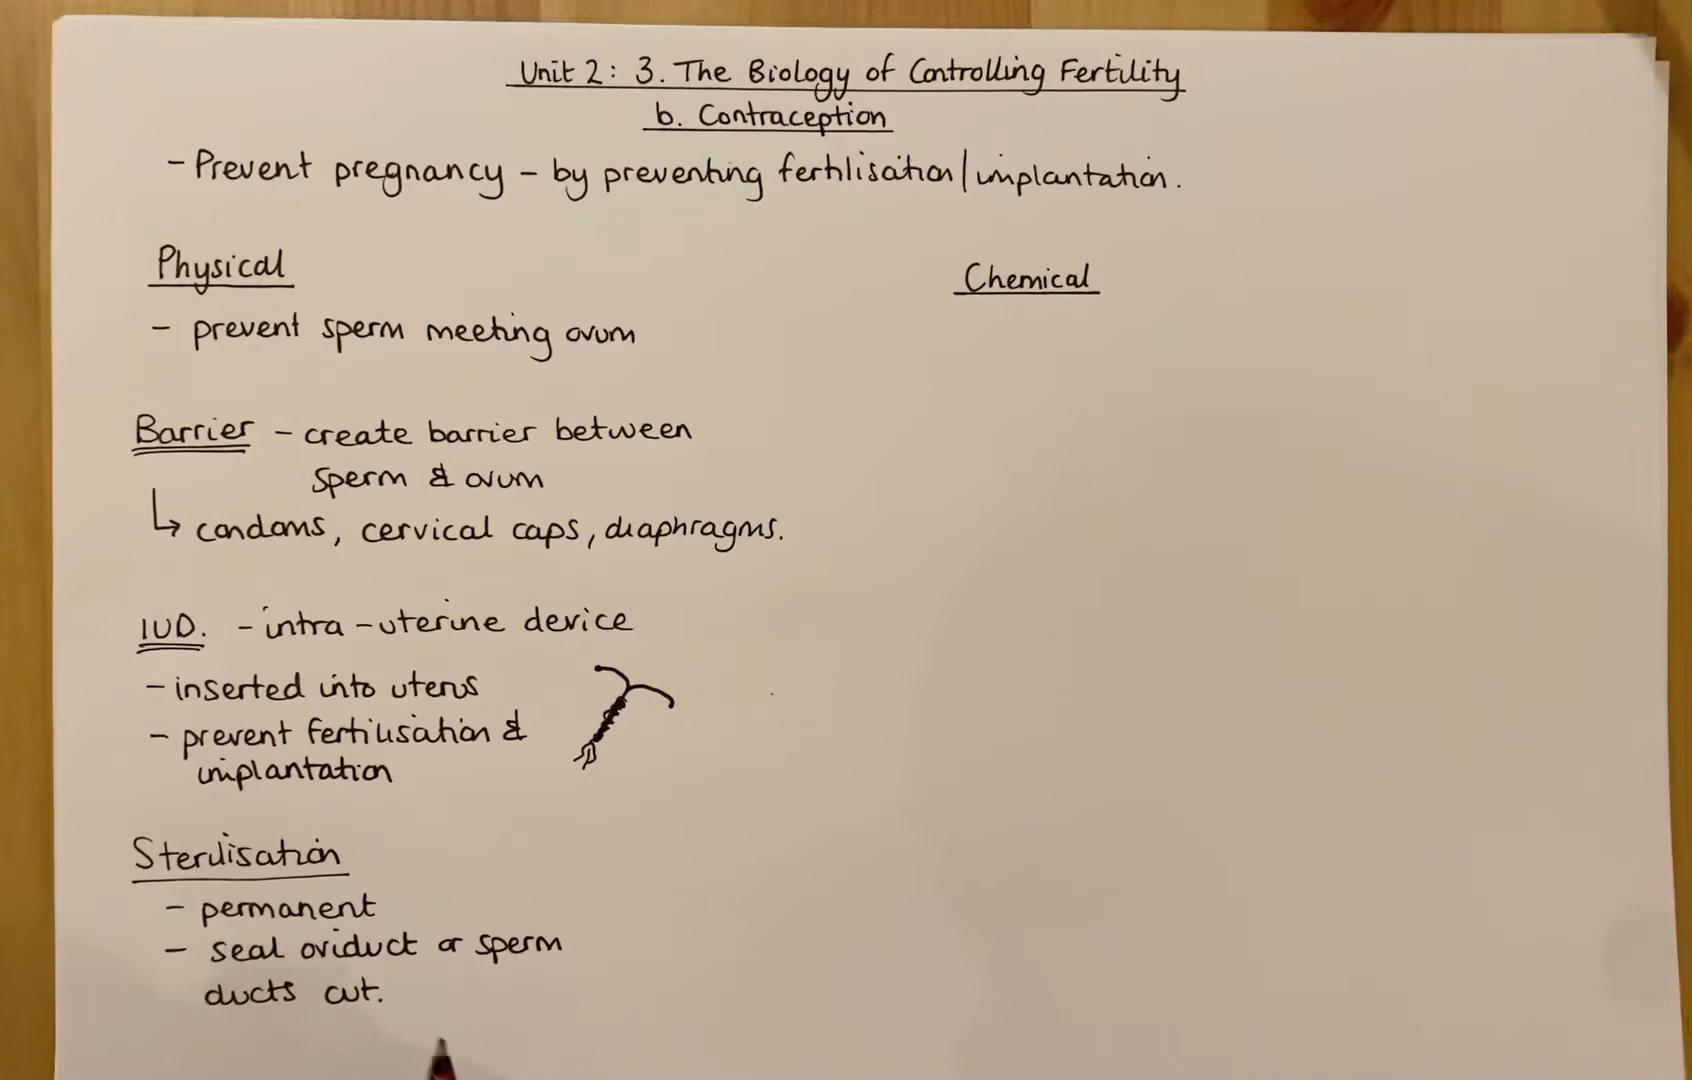 Unit 2: 3. The Biology of Controlling Fertility
b. Contraception
- Prevent pregnancy - by preventing fertilisation/implantation.
Physical
- prevent sperm meeting ovum
Barrier - create barrier between
sperm & ovum
↳ condoms, cervical caps, diaphragms.
IUD. - intra-uterine device
- inserted into uterus
- prevent fertilisation &
implantation
Sterilisation
- permanent
- seal oviduct or sperm
ducts cut.
Chemical